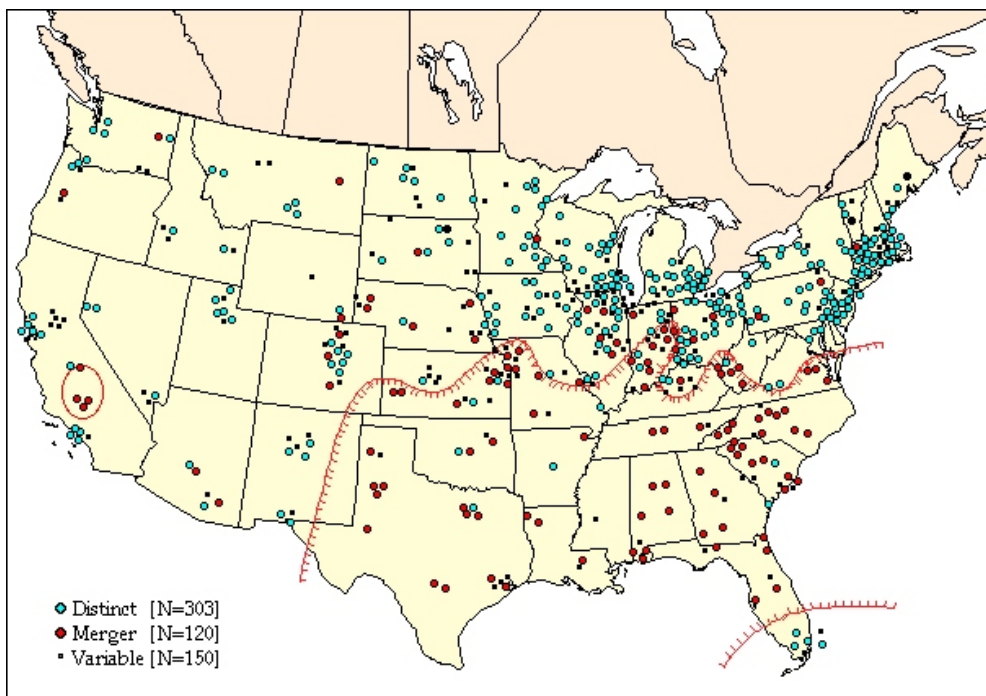 Distinct [N=303]
Merger [N=120]
Variable [N=150]